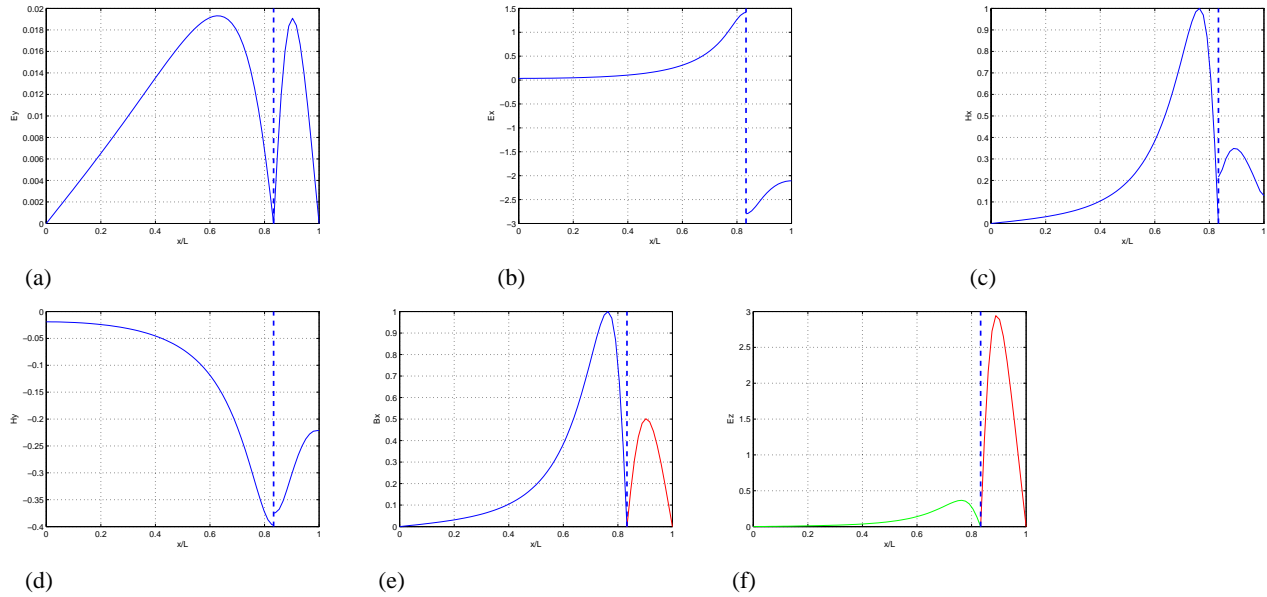 0.02
0.018
0.016
0.014
0.012
0.01
0.008
0.006
0.004
0.002
0
Ey
0 0.2 0.4 0.6 0.8 1
x/L
(a)
1.5
1
0.5
0
−0.5
−1
−1.5
−2
−2.5
−3
Ex
0 0.2 0.4 0.6 0.8 1
x/L
(b)
1
0.9
0.8
0.7
0.6
0.5
0.4
0.3
0.2
0.1
0
Hx
0 0.2 0.4 0.6 0.8 1
x/L
(c)
0
−0.05
−0.1
−0.15
−0.2
−0.25
−0.3
−0.35
−0.4
Hy
0 0.2 0.4 0.6 0.8 1
x/L
(d)
1
0.9
0.8
0.7
0.6
0.5
0.4
0.3
0.2
0.1
0
Bx
0 0.2 0.4 0.6 0.8 1
x/L
(e)
3
2.5
2
1.5
1
0.5
0
Ez
0 0.2 0.4 0.6 0.8 1
x/L
(f)